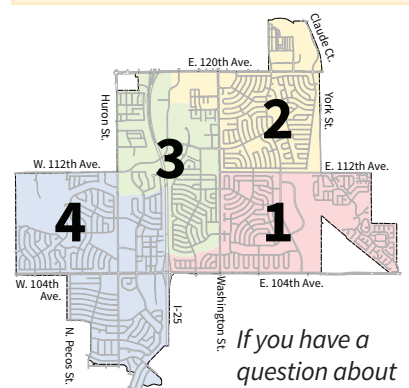 Claude Ct.
E. 120th Ave.
Huron St.
York St.
2
3
W. 112th Ave.
E. 112th Ave.
4
1
W. 104th
Ave.
E. 104th Ave.
N. Pecos St.
I-25
Washington St.
If you have a
question about